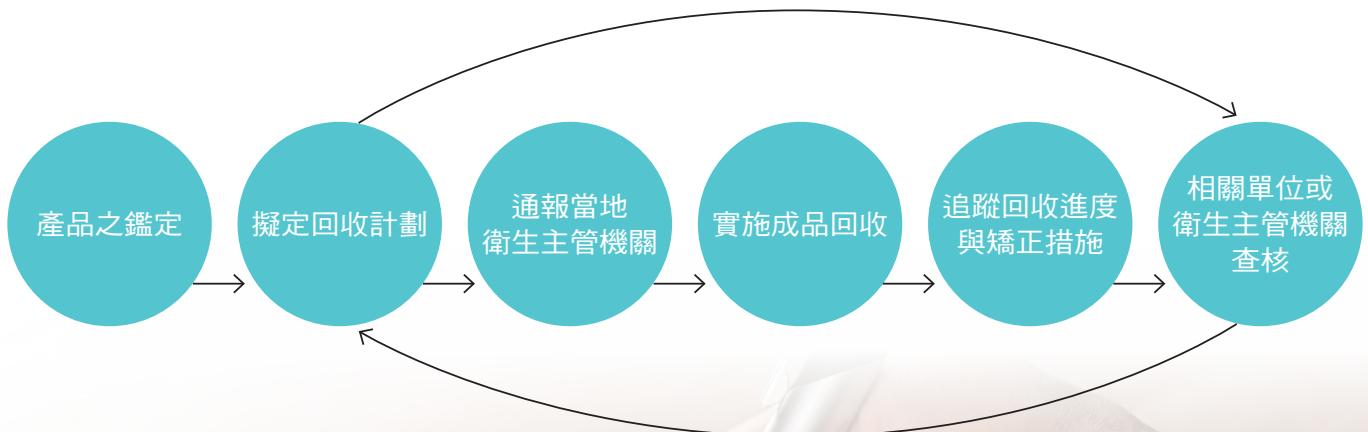 產品之鑑定
擬定回收計劃
通報當地
衛生主管機關
實施成品回收
追蹤回收進度
與矯正措施
相關單位或
衛生主管機關
查核